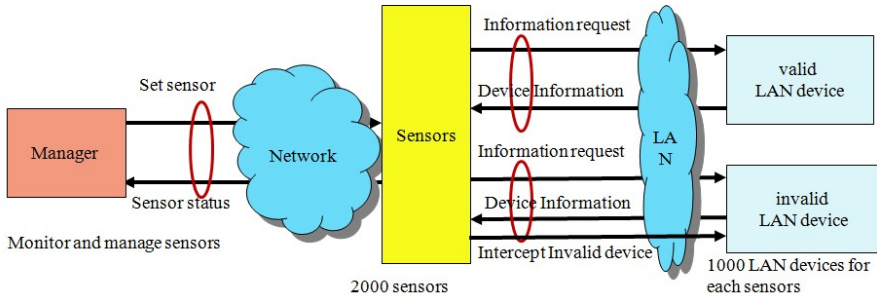 Information request
Set sensor
Device Information
valid
LAN device
Manager
Network
Sensors
LA
N
Information request
Sensor status
Device Information
invalid
LAN device
Monitor and manage sensors
Intercept Invalid device
2000 sensors
1000 LAN devices for
each sensors